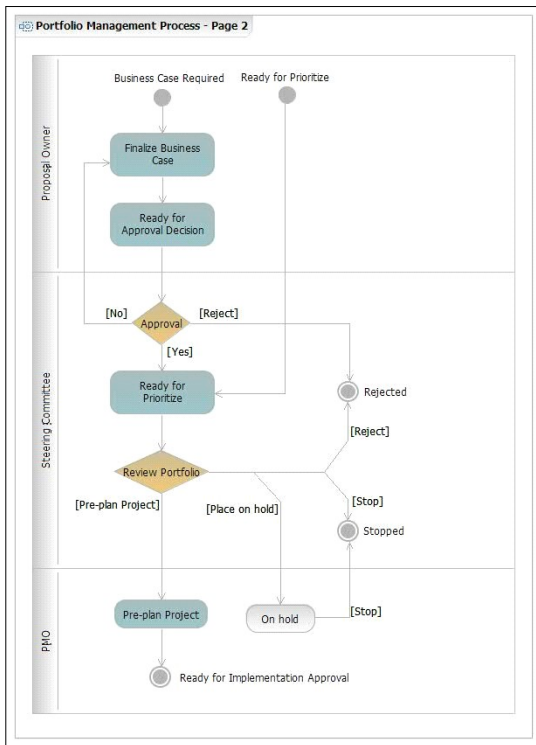 Portfolio Management Process - Page 2
Business Case Required
Ready for Prioritize
Proposal Owner
Finalize Business
Case
Ready for
Approval Decision
Steering Committee
[No]
Approval
[Reject]
[Yes]
Ready for
Prioritize
Rejected
[Reject]
Review Portfolio
[Pre-plan Project]
[Place on hold]
[Stop]
Stopped
PMO
Pre-plan Project
On hold
[Stop]
Ready for Implementation Approval